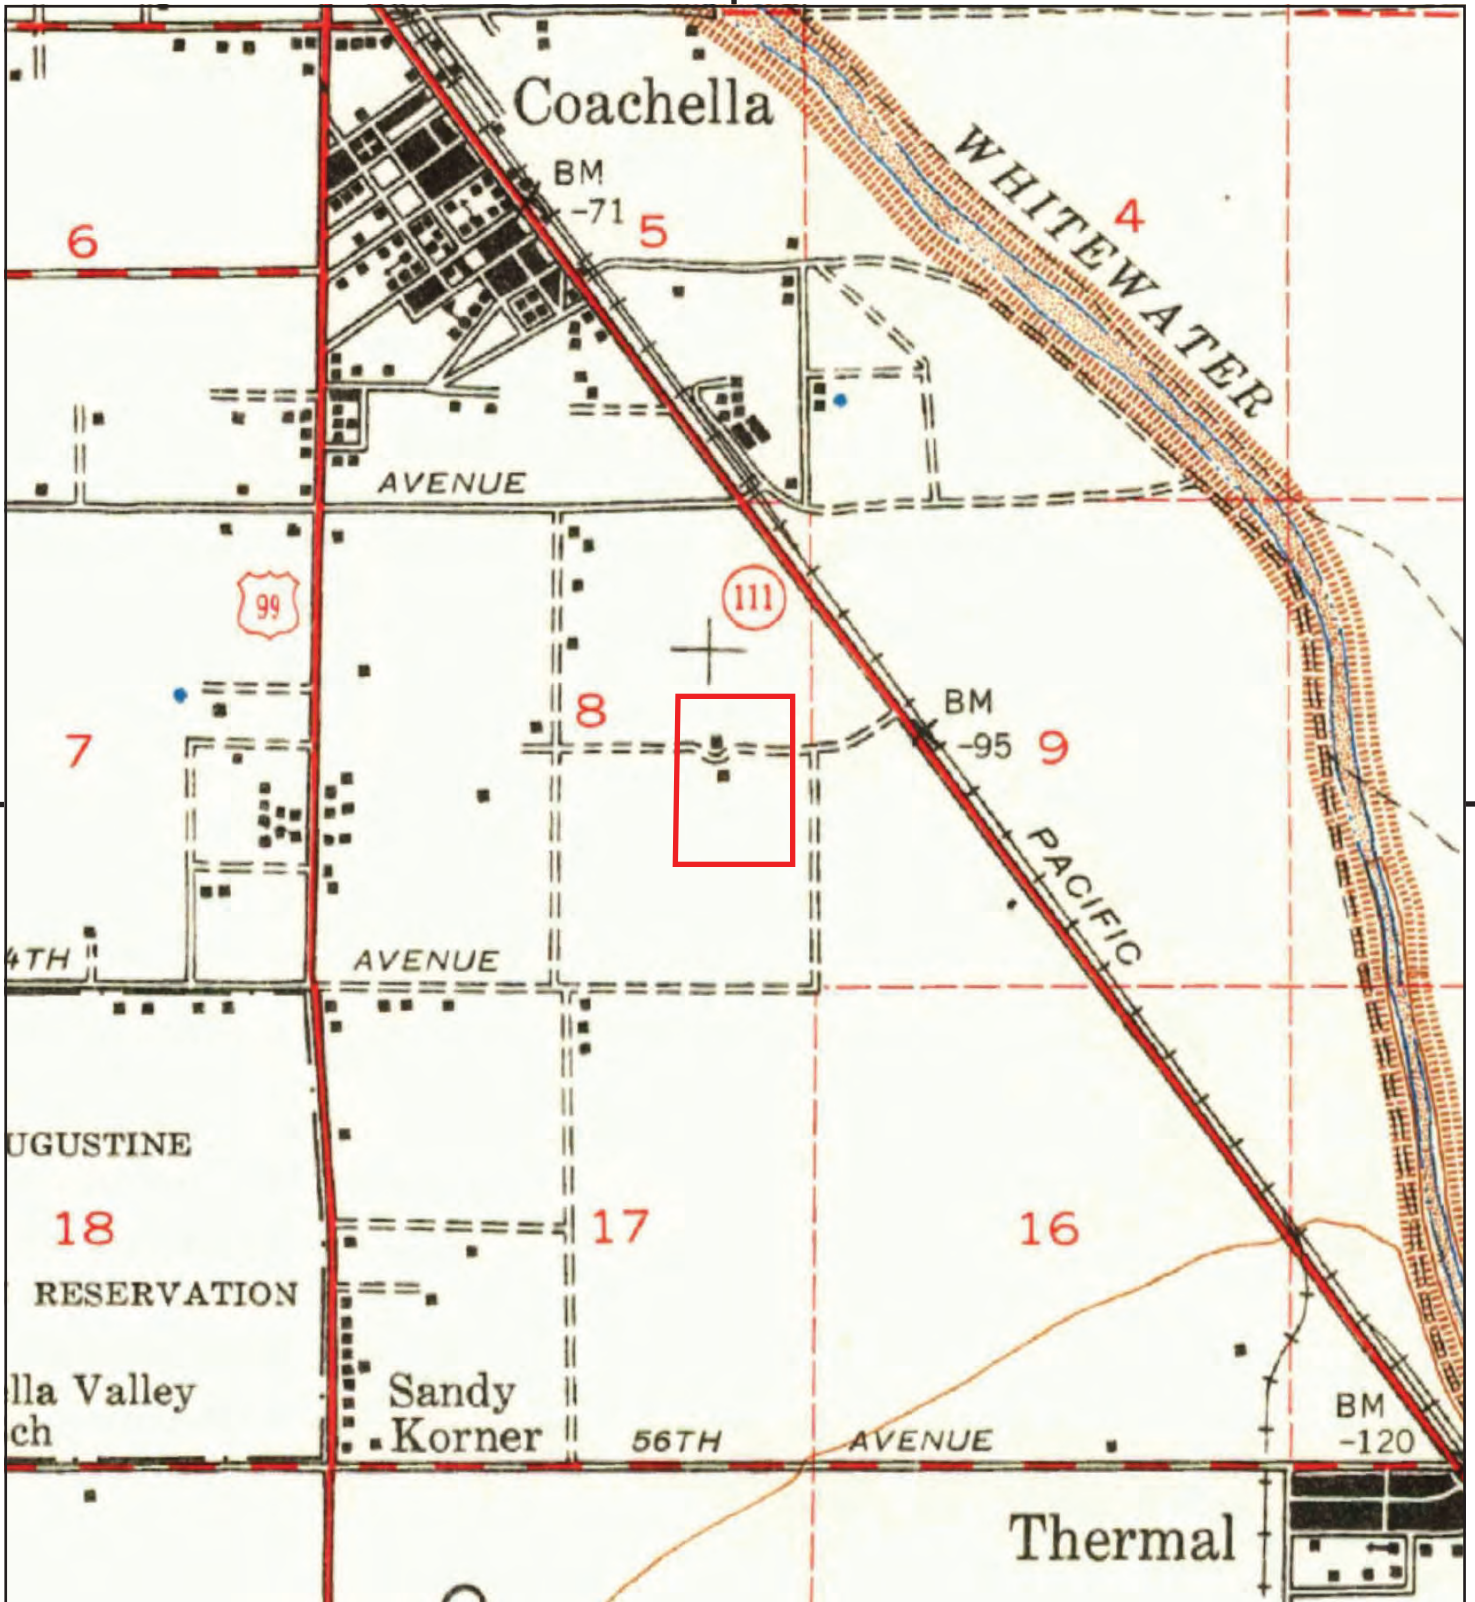 Coachella
WHITEWATER
BM
-71
5
4
6
AVENUE
99
111
8
BM
-95
9
7
PACIFIC
4TH
AVENUE
UGUSTINE
18
17
16
RESERVATION
lla Valley
ch
Sandy
Korner
56TH
AVENUE
BM
-120
Thermal